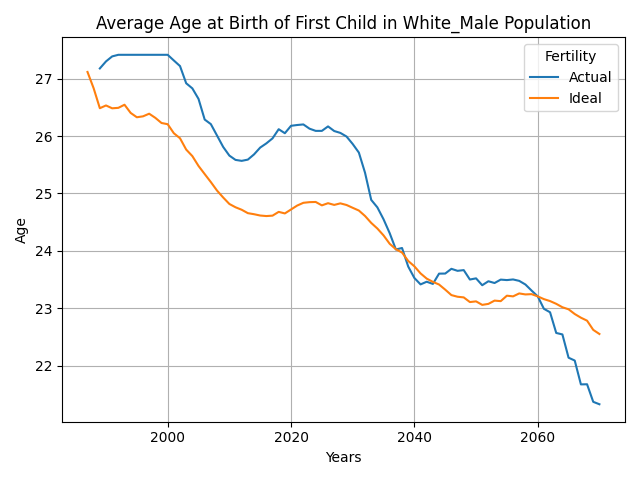 Average Age at Birth of First Child in White_Male Population
Fertility
Actual
Ideal
Age
27
26
25
24
23
22
2000
2020
2040
2060
Years